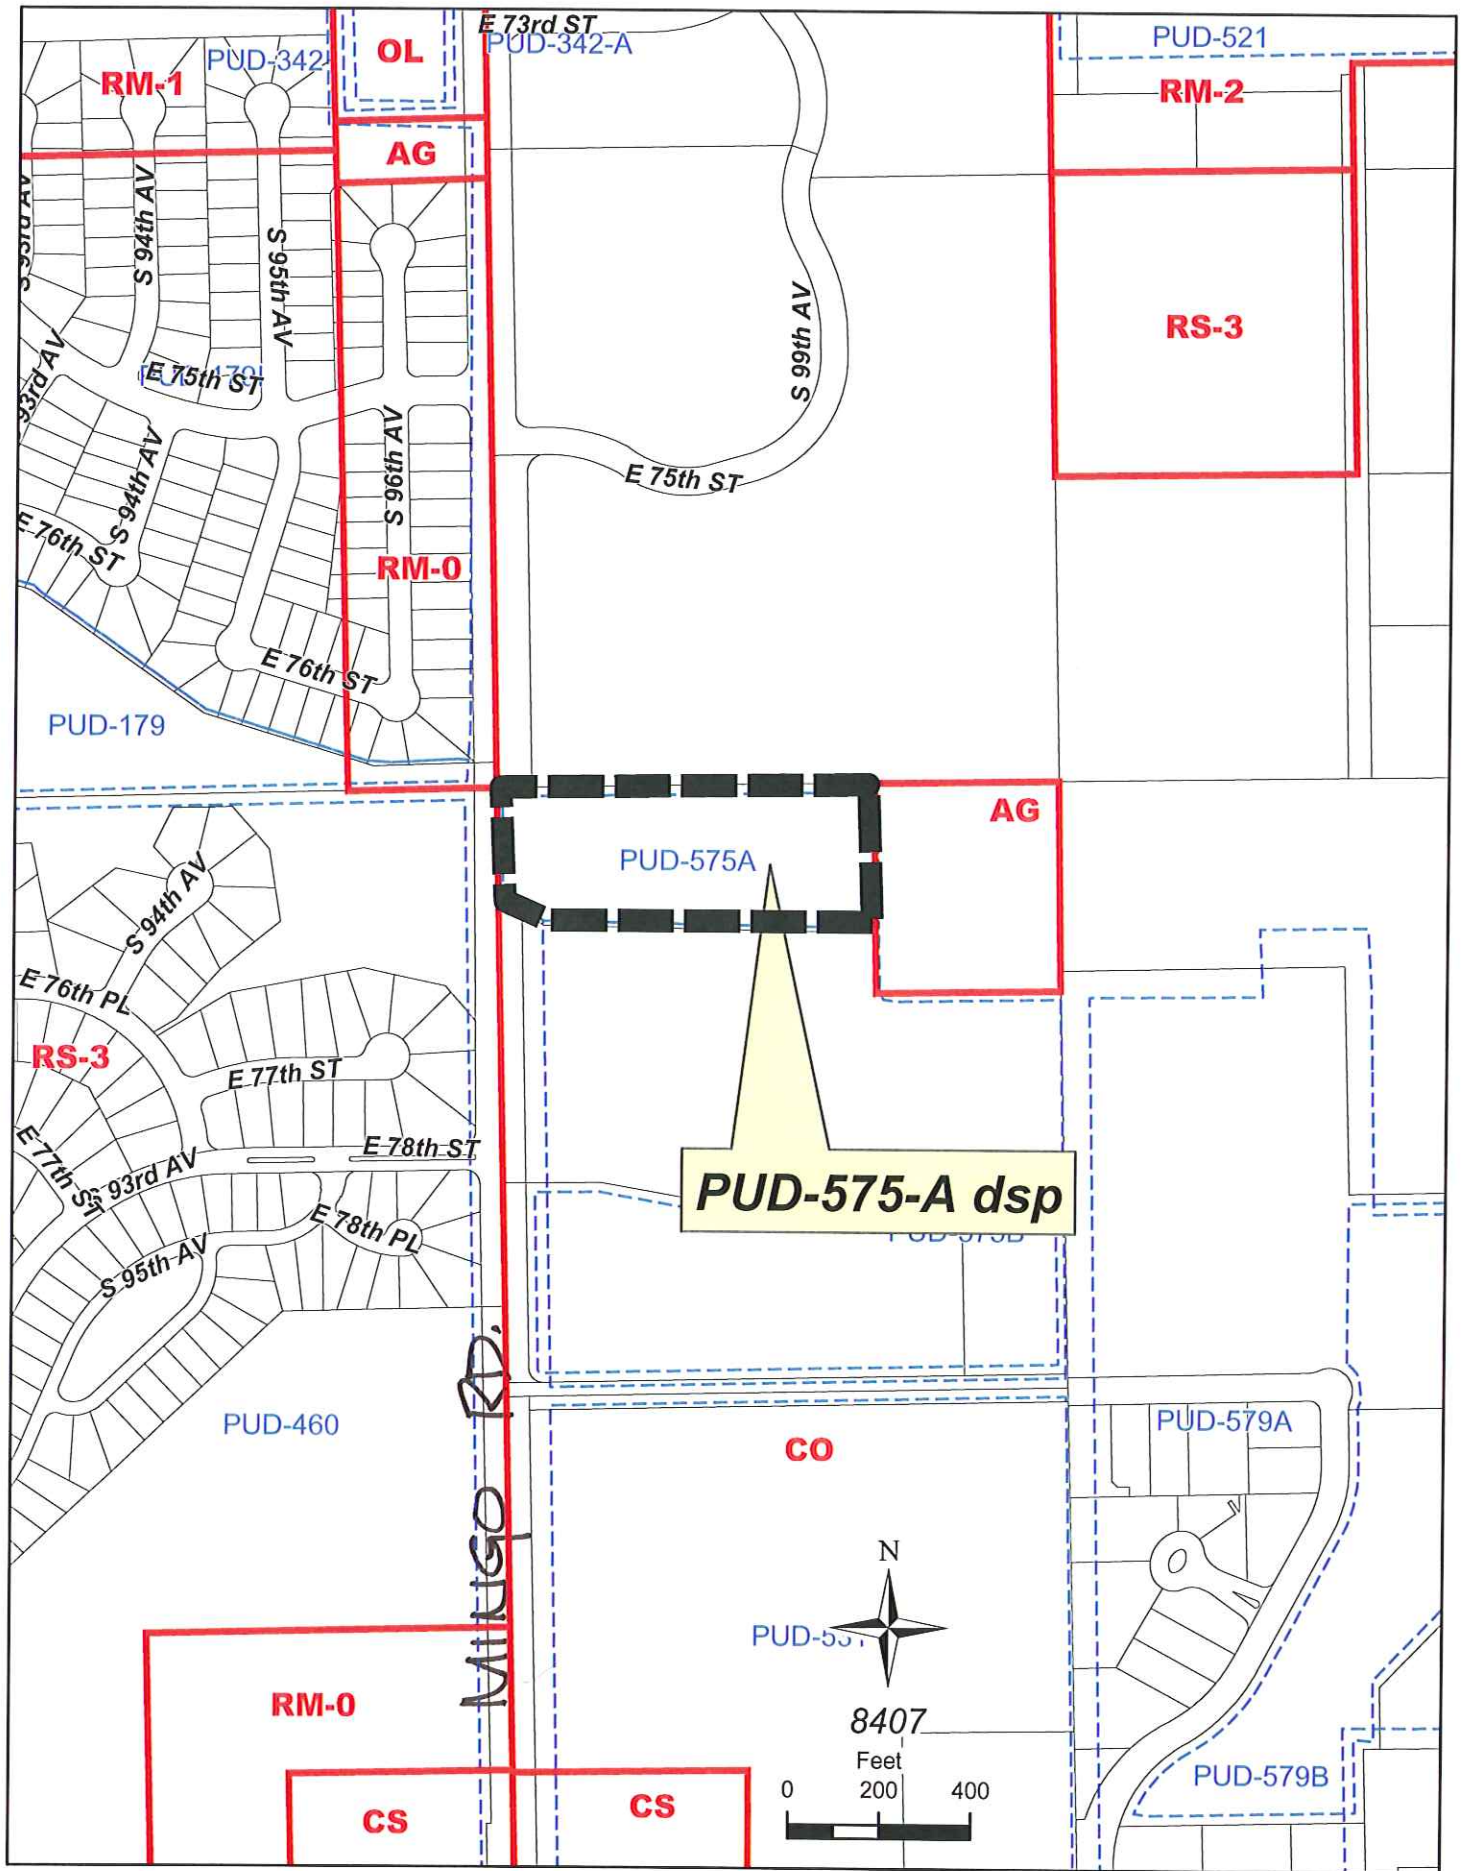 E 73rd ST
PUD-342-A
PUD-521
OL
PUD-342
RM-1
RM-2
AG
S 93rd AV
S 94th AV
S 95th AV
S 99th AV
RS-3
E 75th ST
S 93rd AV
S 94th AV
S 96th AV
E 75th ST
E 76th ST
RM-0
E 76th ST
PUD-179
AG
PUD-575A
S 94th AV
E 76th PL
RS-3
E 77th ST
E 78th ST
E 77th ST
S 93rd AV
PUD-575-A dsp
E 78th PL
S 95th AV
MINGO RD.
PUD-460
PUD-579A
CO
N
8407
RM-0
Feet
0 200 400
PUD-579B
CS
CS